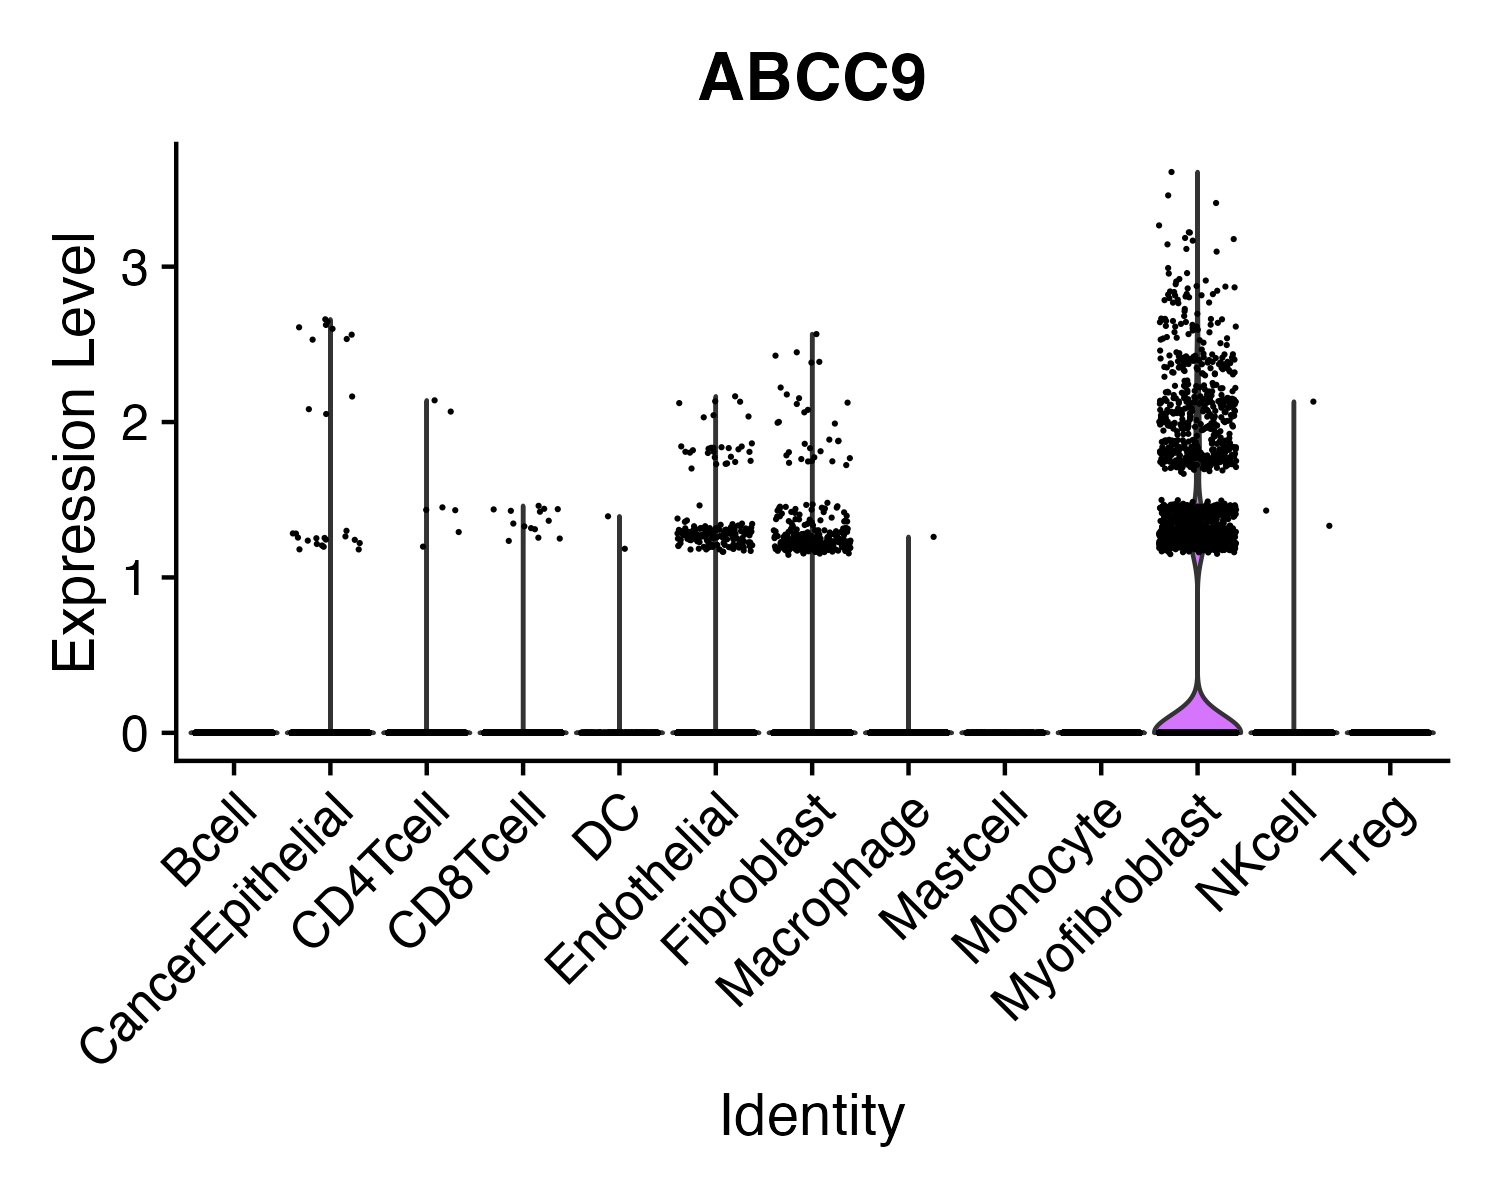 ABCC9
Expression Level
3
2
1
0
Bcell
CancerEpithelial
CD4Tcell
CD8Tcell
DC
Endothelial
Fibroblast
Macrophage
Mastcell
Monocyte
Myofibroblast
NKcell
Treg
Identity